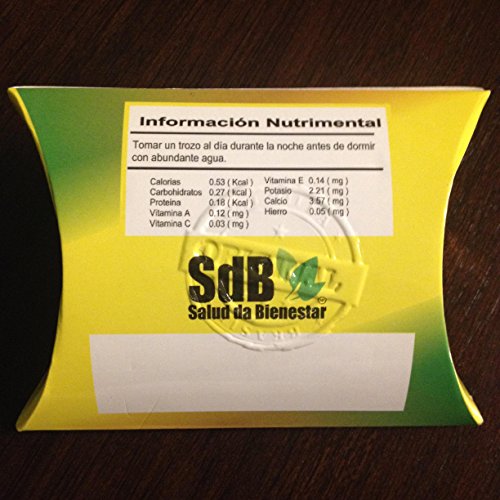 Información Nutrimental
Tomar un trozo al día durante la noche antes de dormir
con abundante agua.
Calorias 0.53 ( Kcal ) Vitamina E 0.14 ( mg )
Carbohidratos 0.27 ( Kcal ) Potasio 2.21 ( mg )
Proteina 0.18 ( Kcal ) Calcio 3.57 ( mg )
Vitamina A 0.12 ( mg ) Hierro 0.05 ( mg )
Vitamina C 0.03 ( mg )
ORIGINAL
SdB
Salud da Bienestar